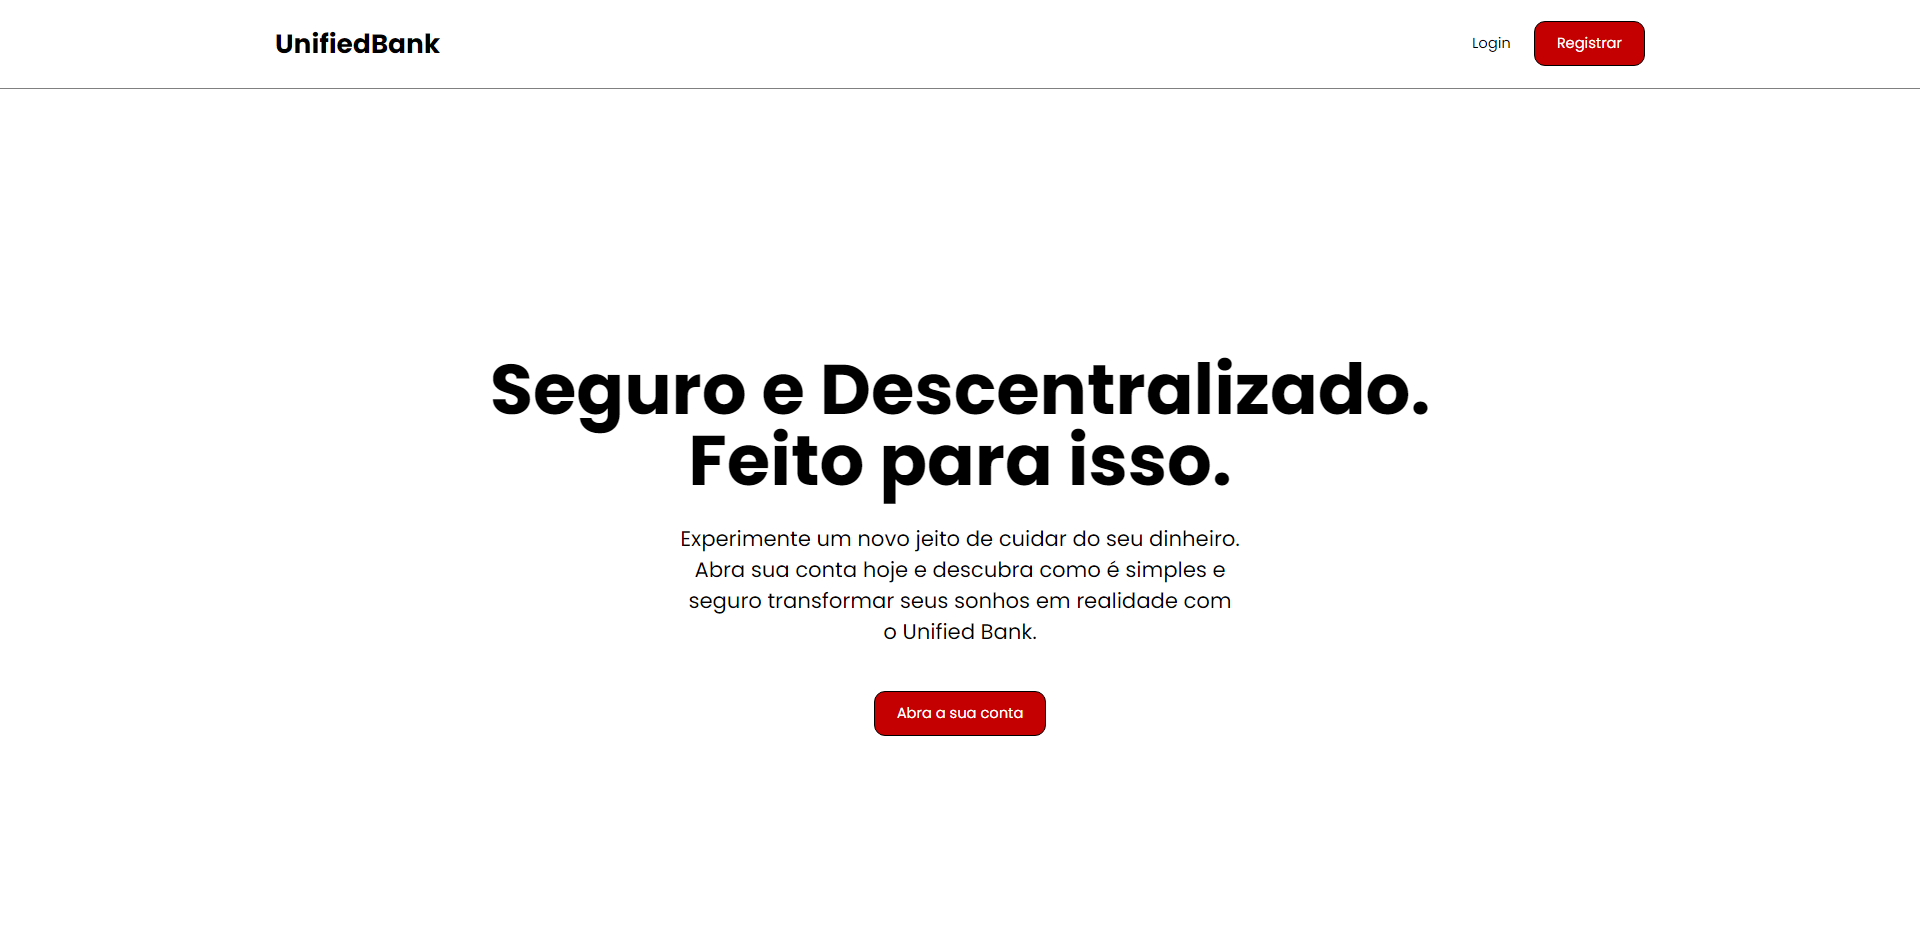 UnifiedBank
Login
Registrar
Seguro e Descentralizado.
Feito para isso.
Experimente um novo jeito de cuidar do seu dinheiro.
Abra sua conta hoje e descubra como é simples e
seguro transformar seus sonhos em realidade com
o Unified Bank.
Abra a sua conta